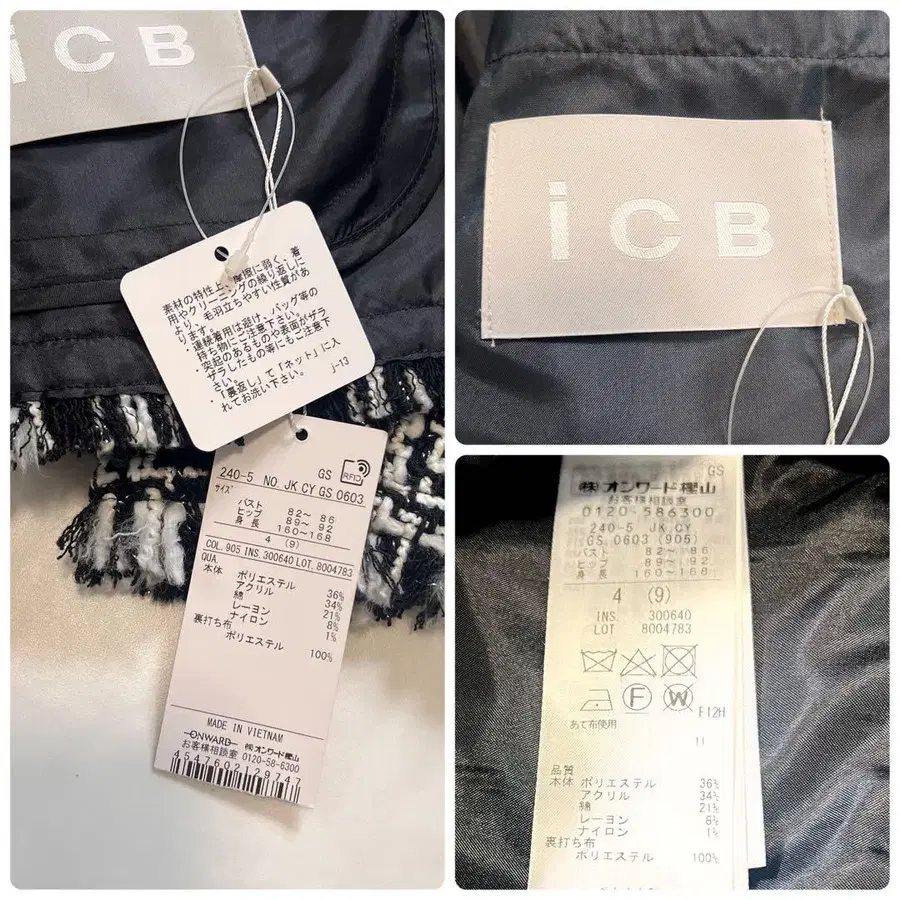 iCB
素材の特性上、摩擦に弱く、着
用やクリーニングの繰り返しに
より、毛羽立ちやすい性質があ
ります。
・連続着用は避け、バッグ等の
持ち物にご注意下さい。
・突起のあるものや表面がザラ
ザラしたもの等にもご注意下
さい。
・「裏返し」で「ネット」に入
れてお洗い下さい。
J-13
GS
RFID
240-5 NO JK CY GS 0603
サイズ
バスト 82〜 86
ヒップ 89〜 92
身長 160〜168
4 (9)
COL. 905 INS. 300640 LOT. 8004783
QUA.
本体 ポリエステル 36%
アクリル 34%
綿 21%
レーヨン 8%
ナイロン 1%
裏打ち布
ポリエステル 100%
MADE IN VIETNAM
ONWARD ㈱オンワード樫山
お客様相談室 0120-58-6300
4547602129747
iCB
GS
㈱オンワード樫山
お客様相談室
0120-586300
240-5 JK CY
GS. 0603 (905)
バスト 82〜 86
ヒップ 89〜 92
身長 160〜168
4 (9)
INS. 300640
LOT 8004783
F
W
F12H
あて布使用
11
品質
本体 ポリエステル 36%
アクリル 34%
綿 21%
レーヨン 8%
ナイロン 1%
裏打ち布
ポリエステル 100%